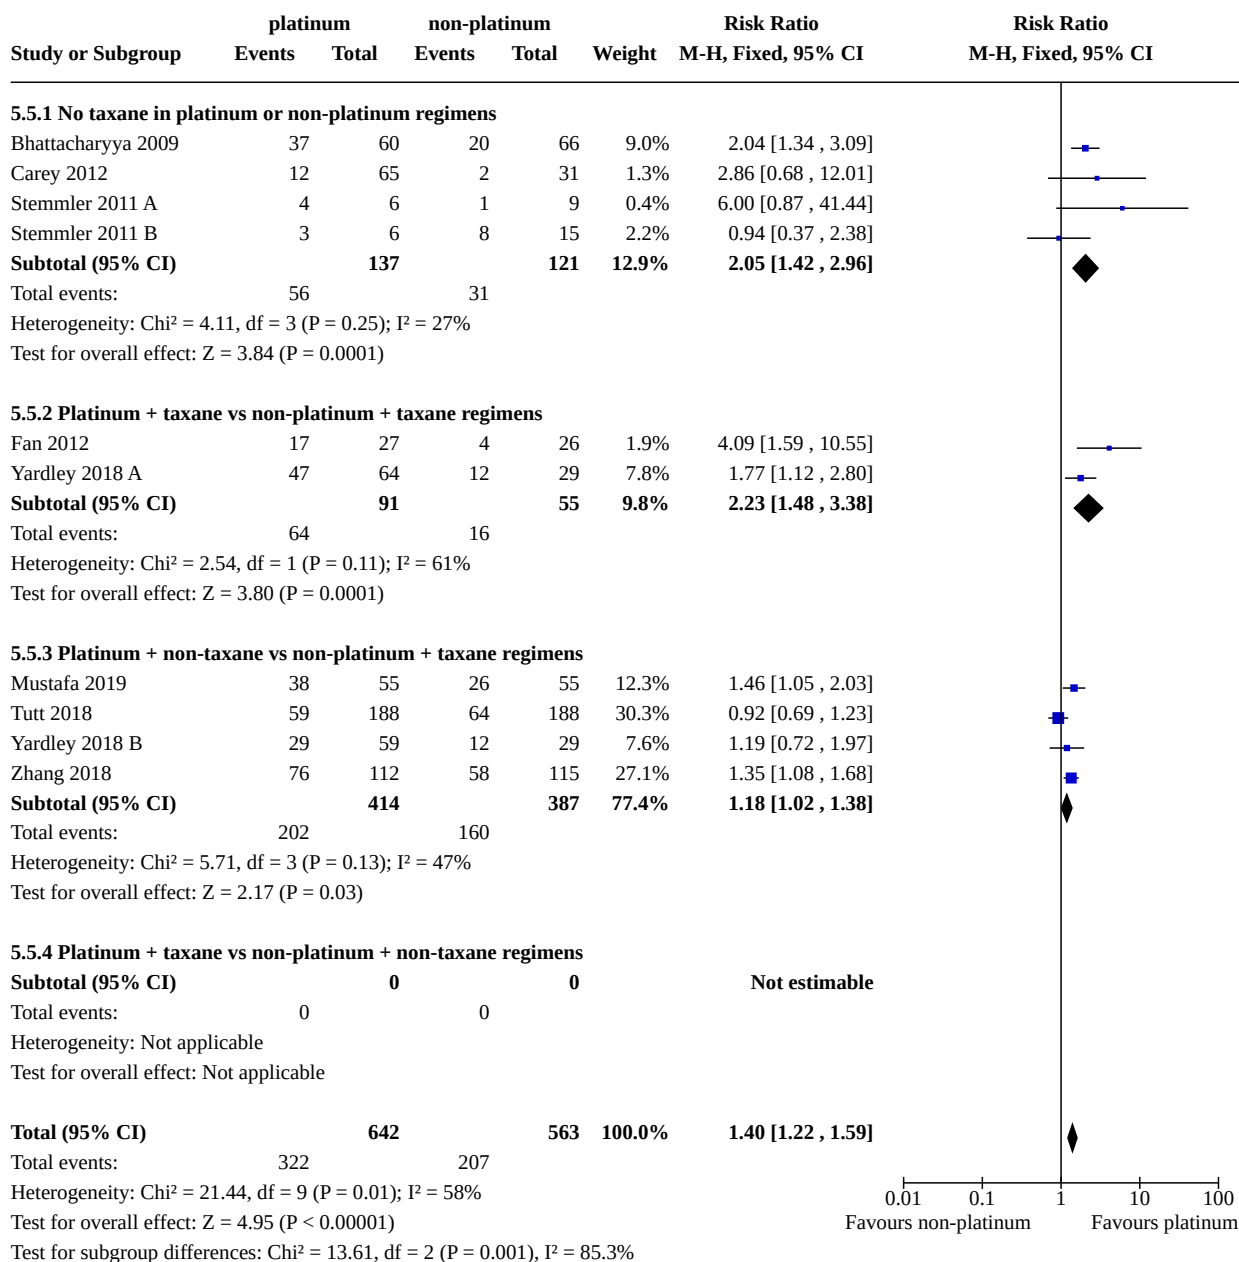 platinum non-platinum Risk Ratio Risk Ratio
Study or Subgroup Events Total Events Total Weight M-H, Fixed, 95% CI M-H, Fixed, 95% CI
5.5.1 No taxane in platinum or non-platinum regimens
Bhattacharyya 2009 37 60 20 66 9.0% 2.04 [1.34 , 3.09]
Carey 2012 12 65 2 31 1.3% 2.86 [0.68 , 12.01]
Stemmler 2011 A 4 6 1 9 0.4% 6.00 [0.87 , 41.44]
Stemmler 2011 B 3 6 8 15 2.2% 0.94 [0.37 , 2.38]
Subtotal (95% CI) 137 121 12.9% 2.05 [1.42 , 2.96]
Total events: 56 31
Heterogeneity: Chi² = 4.11, df = 3 (P = 0.25); I² = 27%
Test for overall effect: Z = 3.84 (P = 0.0001)
5.5.2 Platinum + taxane vs non-platinum + taxane regimens
Fan 2012 17 27 4 26 1.9% 4.09 [1.59 , 10.55]
Yardley 2018 A 47 64 12 29 7.8% 1.77 [1.12 , 2.80]
Subtotal (95% CI) 91 55 9.8% 2.23 [1.48 , 3.38]
Total events: 64 16
Heterogeneity: Chi² = 2.54, df = 1 (P = 0.11); I² = 61%
Test for overall effect: Z = 3.80 (P = 0.0001)
5.5.3 Platinum + non-taxane vs non-platinum + taxane regimens
Mustafa 2019 38 55 26 55 12.3% 1.46 [1.05 , 2.03]
Tutt 2018 59 188 64 188 30.3% 0.92 [0.69 , 1.23]
Yardley 2018 B 29 59 12 29 7.6% 1.19 [0.72 , 1.97]
Zhang 2018 76 112 58 115 27.1% 1.35 [1.08 , 1.68]
Subtotal (95% CI) 414 387 77.4% 1.18 [1.02 , 1.38]
Total events: 202 160
Heterogeneity: Chi² = 5.71, df = 3 (P = 0.13); I² = 47%
Test for overall effect: Z = 2.17 (P = 0.03)
5.5.4 Platinum + taxane vs non-platinum + non-taxane regimens
Subtotal (95% CI) 0 0 Not estimable
Total events: 0 0
Heterogeneity: Not applicable
Test for overall effect: Not applicable
Total (95% CI) 642 563 100.0% 1.40 [1.22 , 1.59]
Total events: 322 207
Heterogeneity: Chi² = 21.44, df = 9 (P = 0.01); I² = 58%
0.01 0.1 1 10 100
Test for overall effect: Z = 4.95 (P < 0.00001)
Favours non-platinum Favours platinum
Test for subgroup differences: Chi² = 13.61, df = 2 (P = 0.001), I² = 85.3%